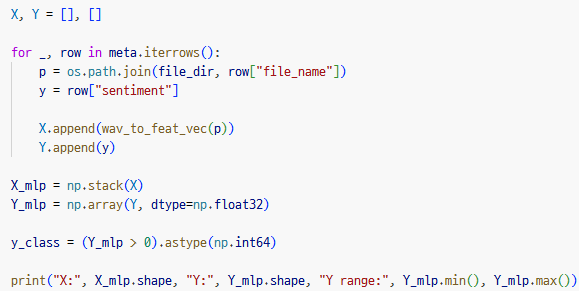 X, Y = [], []
for _, row in meta.iterrows():
    p = os.path.join(file_dir, row["file_name"])
    y = row["sentiment"]
    X.append(wav_to_feat_vec(p))
    Y.append(y)
X_mlp = np.stack(X)
Y_mlp = np.array(Y, dtype=np.float32)
y_class = (Y_mlp > 0).astype(np.int64)
print("X:", X_mlp.shape, "Y:", Y_mlp.shape, "Y range:", Y_mlp.min(), Y_mlp.max())